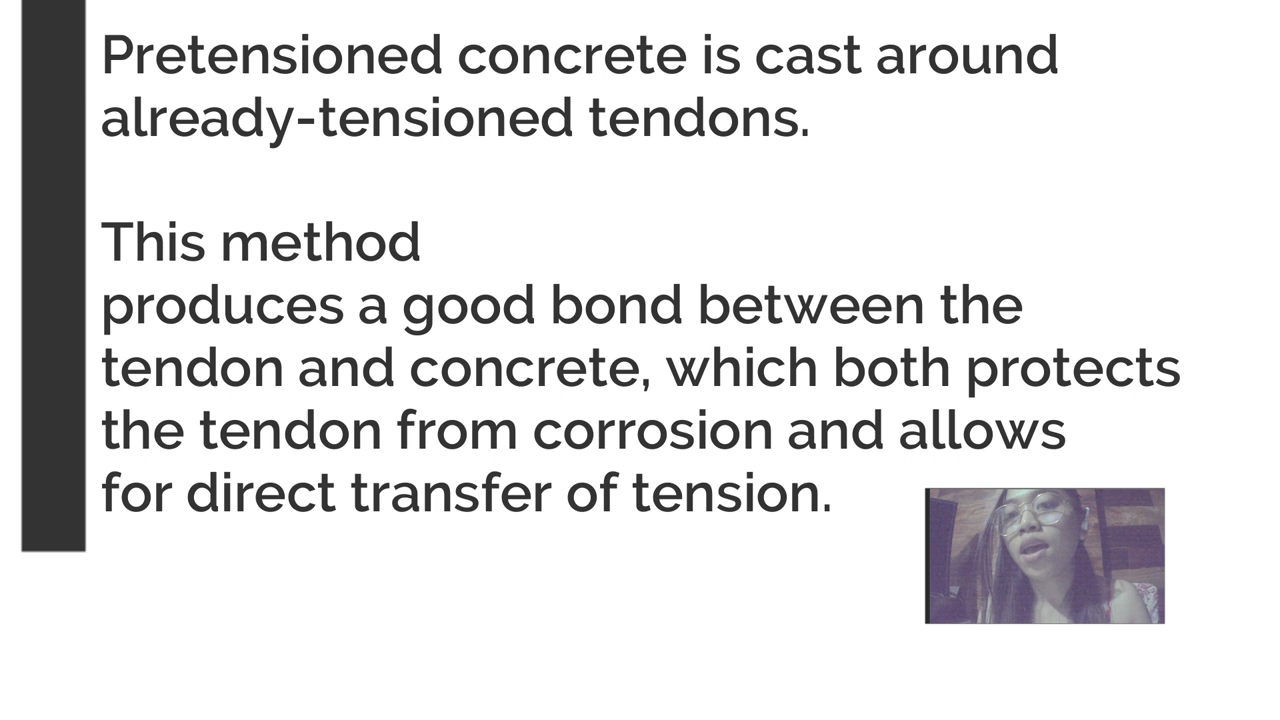 Pretensioned concrete is cast around
already-tensioned tendons.
This method
produces a good bond between the
tendon and concrete, which both protects
the tendon from corrosion and allows
for direct transfer of tension.